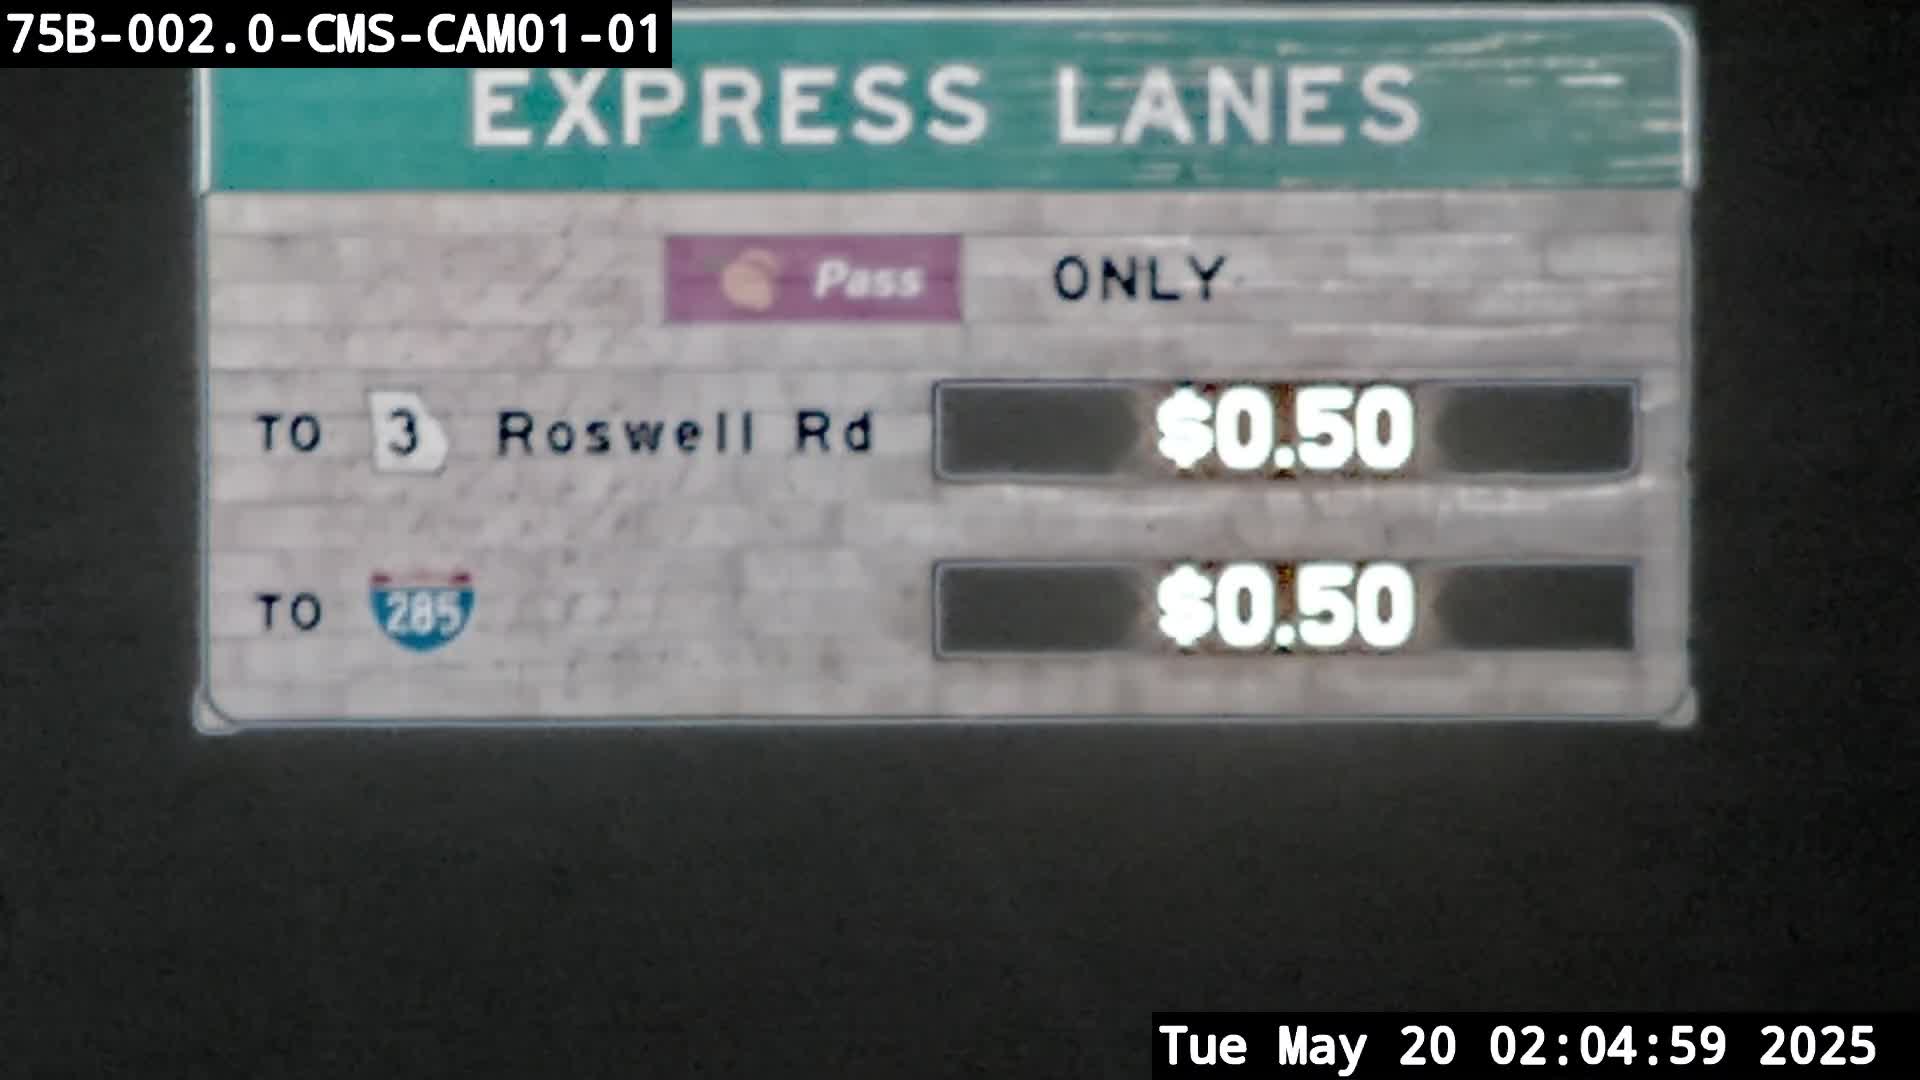 75B-002.0-CMS-CAM01-01
EXPRESS LANES
Pass ONLY
TO 3 Roswell Rd $0.50
TO 285 $0.50
Tue May 20 02:04:59 2025